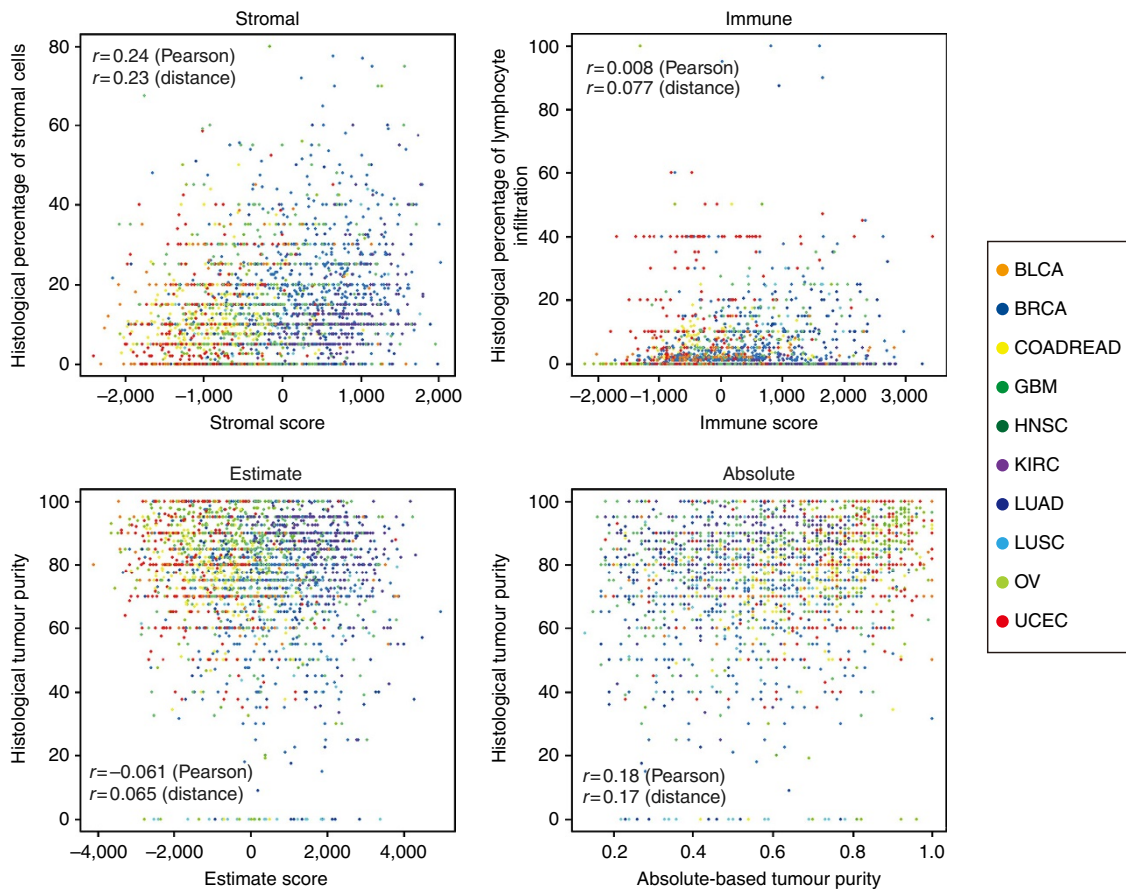 Stromal
r=0.24 (Pearson)
r=0.23 (distance)
Histological percentage of stromal cells
80
60
40
20
0
−2,000
−1,000
0
1,000
2,000
Stromal score
Immune
r=0.008 (Pearson)
r=0.077 (distance)
Histological percentage of lymphocyte
infiltration
100
80
60
40
20
0
−2,000
−1,000
0
1,000
2,000
3,000
Immune score
Estimate
r=−0.061 (Pearson)
r=0.065 (distance)
Histological tumour purity
100
80
60
40
20
0
−4,000
−2,000
0
2,000
4,000
Estimate score
Absolute
r=0.18 (Pearson)
r=0.17 (distance)
Histological tumour purity
100
80
60
40
20
0
0.2
0.4
0.6
0.8
1.0
Absolute-based tumour purity
BLCA
BRCA
COADREAD
GBM
HNSC
KIRC
LUAD
LUSC
OV
UCEC